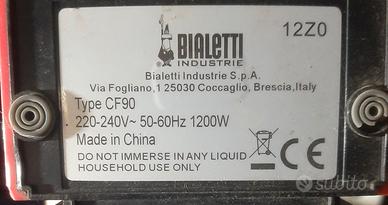 BIALETTI
INDUSTRIE
12Z0
Bialetti Industrie S.p.A.
Via Fogliano,1 25030 Coccaglio, Brescia,Italy
Type CF90
220-240V~ 50-60Hz 1200W
Made in China
DO NOT IMMERSE IN ANY LIQUID
HOUSEHOLD USE ONLY
CE
subito